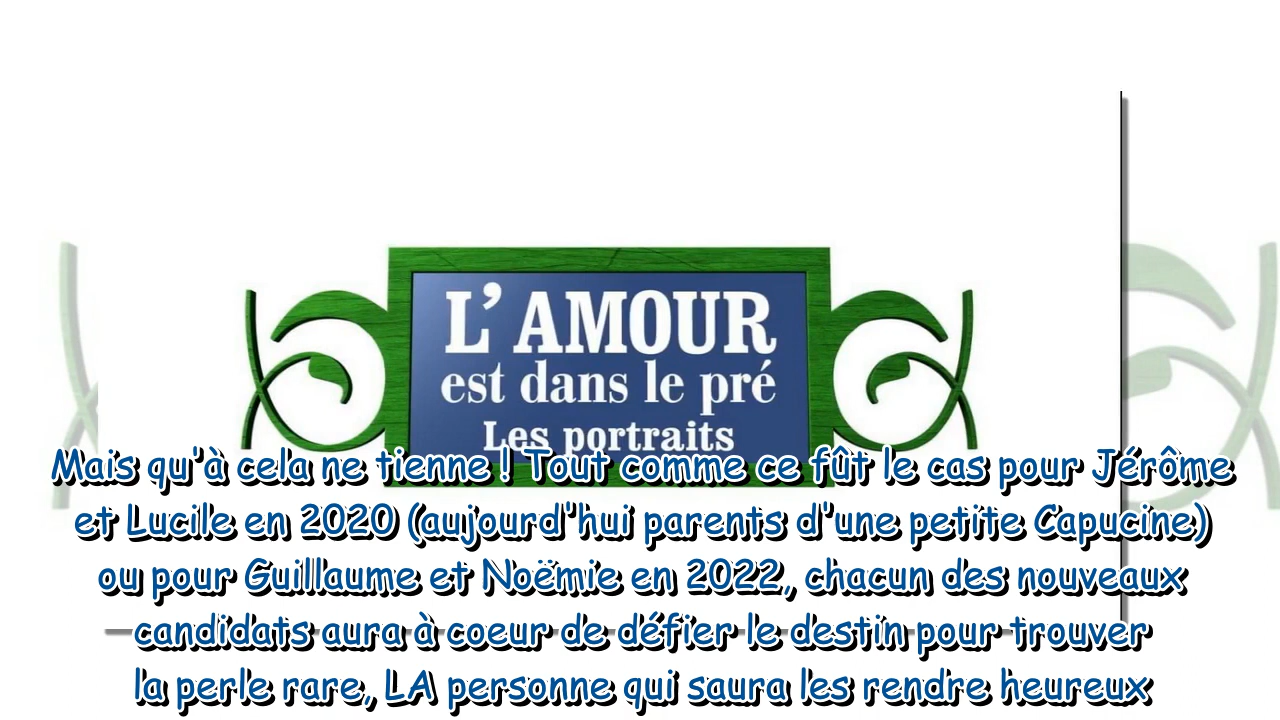 L'AMOUR
est dans le pré
Les portraits
Mais qu'à cela ne tienne ! Tout comme ce fût le cas pour Jérôme
et Lucile en 2020 (aujourd'hui parents d'une petite Capucine)
ou pour Guillaume et Noëmie en 2022, chacun des nouveaux
candidats aura à coeur de défier le destin pour trouver
la perle rare, LA personne qui saura les rendre heureux